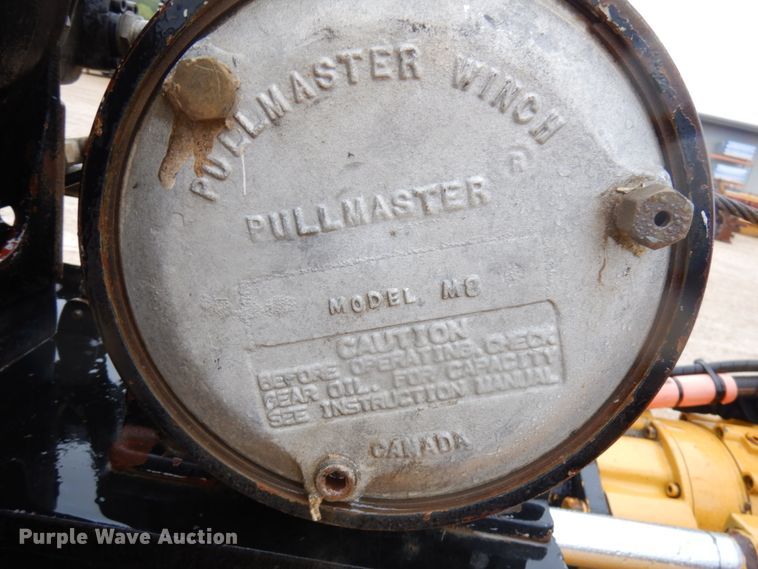 PULLMASTER WINCH
PULLMASTER ®
MODEL M8
CAUTION
BEFORE OPERATING, CHECK
GEAR OIL. FOR CAPACITY
SEE INSTRUCTION MANUAL
CANADA
Purple Wave Auction